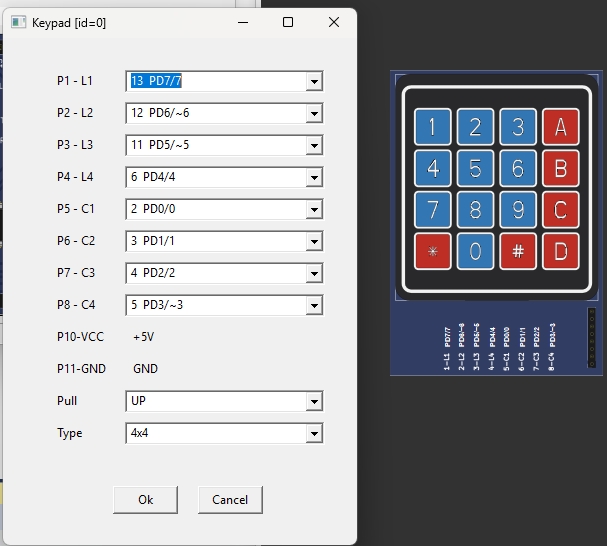 Keypad [id=0]
P1 - L1 13 PD7/7
P2 - L2 12 PD6/~6
P3 - L3 11 PD5/~5
P4 - L4 6 PD4/4
P5 - C1 2 PD0/0
P6 - C2 3 PD1/1
P7 - C3 4 PD2/2
P8 - C4 5 PD3/~3
P10-VCC +5V
P11-GND GND
Pull UP
Type 4x4
Ok Cancel
1 2 3 A
4 5 6 B
7 8 9 C
* 0 # D
1-L1 PD7/7
2-L2 PD6/~6
3-L3 PD5/~5
4-L4 PD4/4
5-C1 PD0/0
6-C2 PD1/1
7-C3 PD2/2
8-C4 PD3/~3